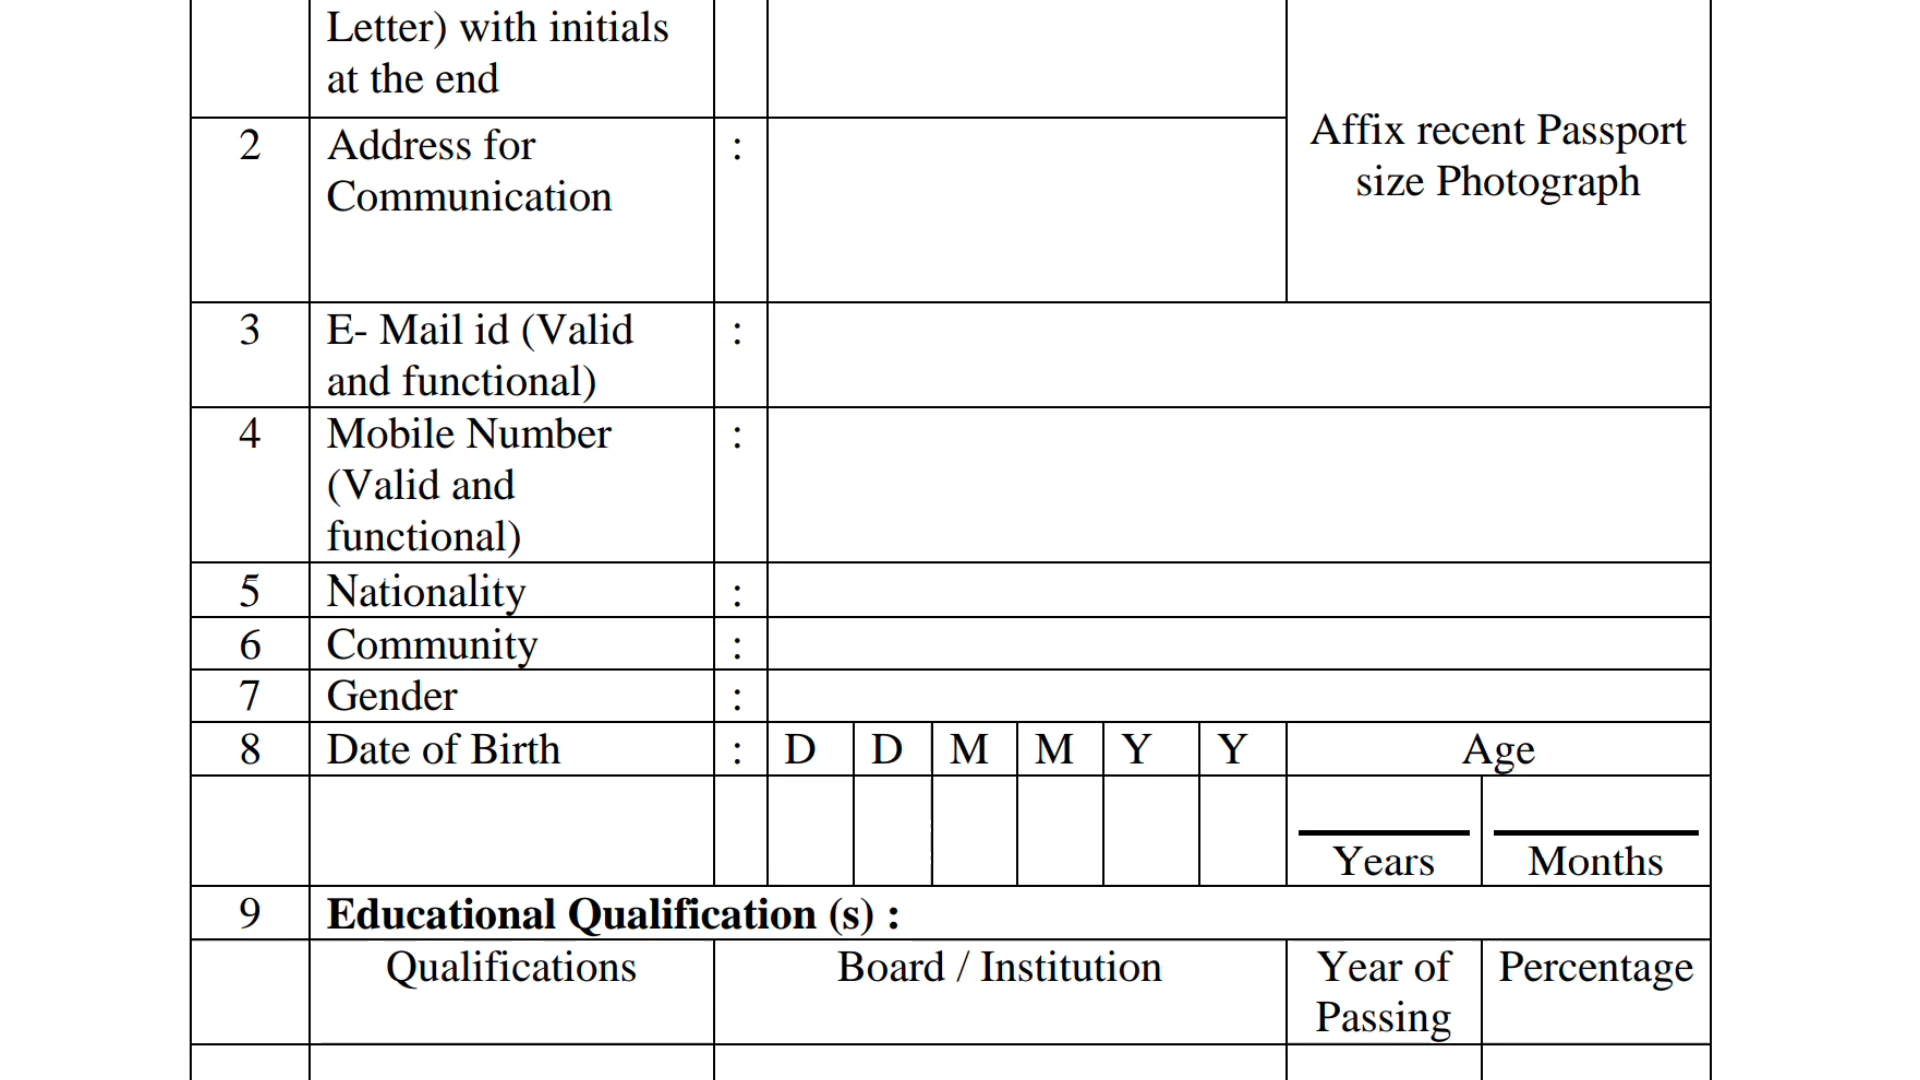 Letter) with initials
at the end
Affix recent Passport
size Photograph
2 Address for :
Communication
3 E- Mail id (Valid :
and functional)
4 Mobile Number :
(Valid and
functional)
5 Nationality :
6 Community :
7 Gender :
8 Date of Birth : D D M M Y Y Age
Years Months
9 Educational Qualification (s) :
Qualifications Board / Institution Year of Percentage
Passing